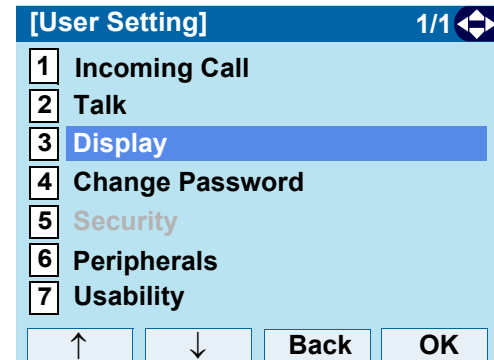 [User Setting] 1/1
1 Incoming Call
2 Talk
3 Display
4 Change Password
5 Security
6 Peripherals
7 Usability
↑ ↓ Back OK